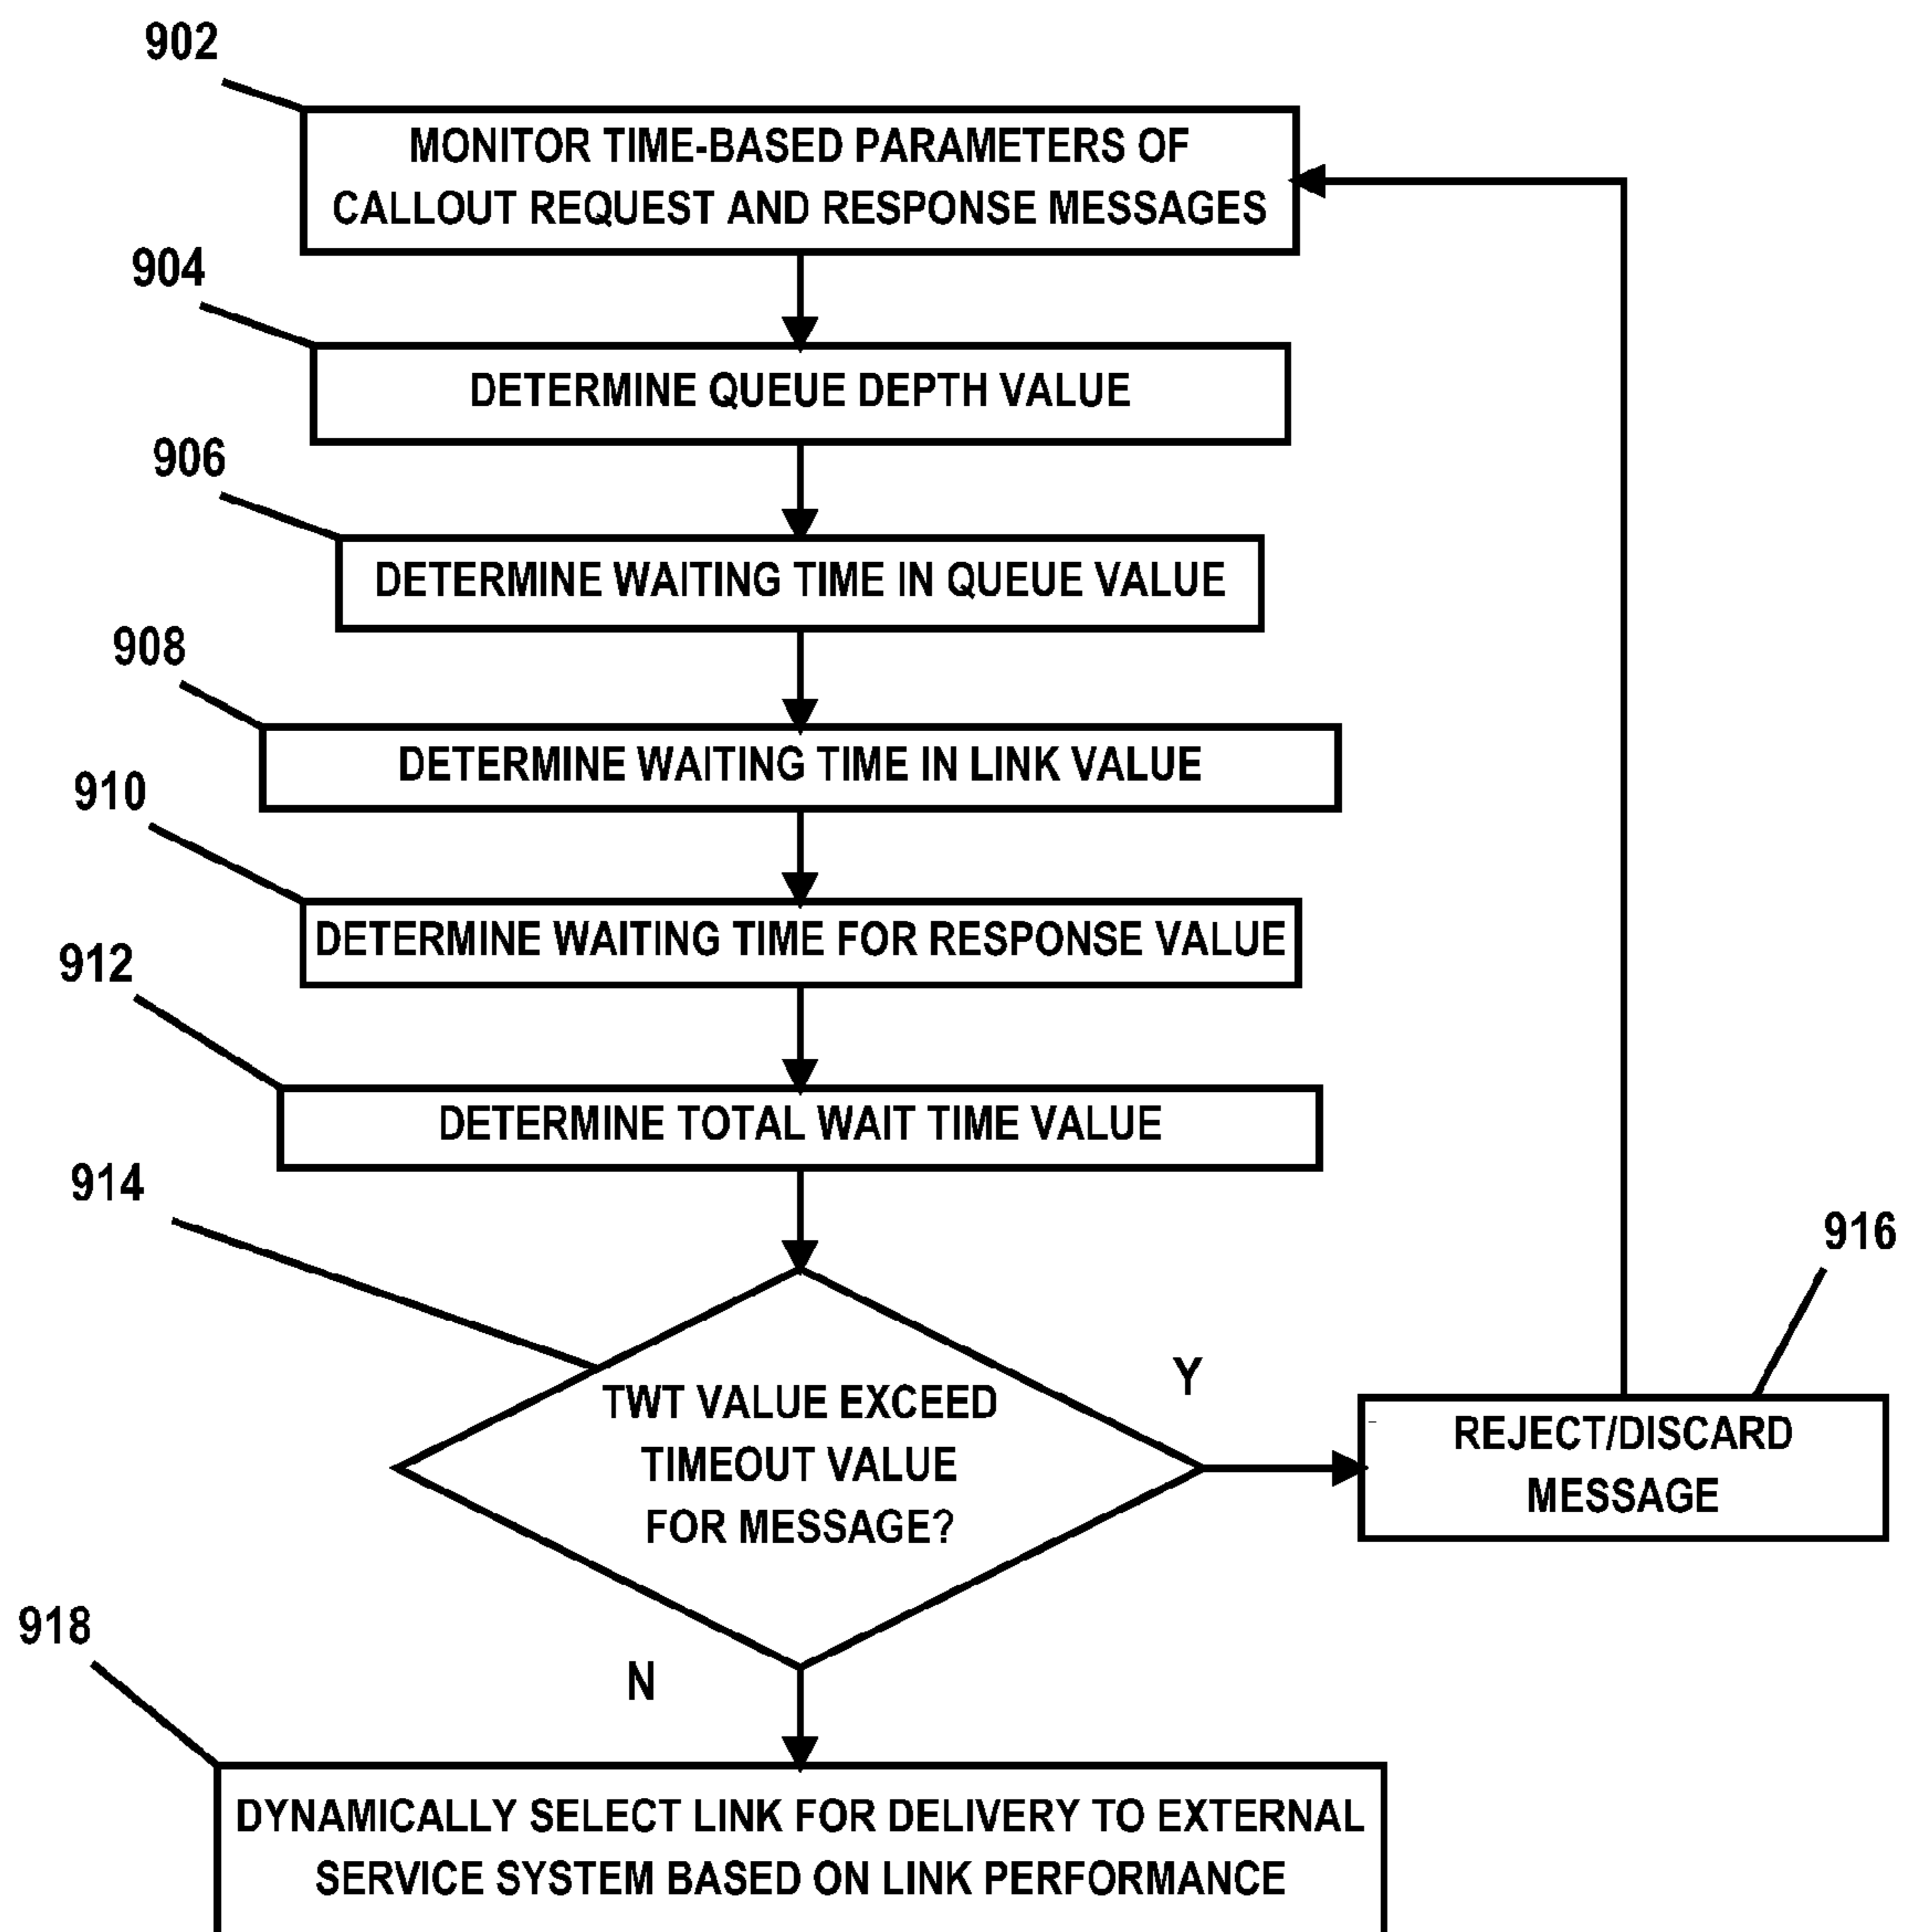 902
MONITOR TIME-BASED PARAMETERS OF
CALLOUT REQUEST AND RESPONSE MESSAGES
904
DETERMINE QUEUE DEPTH VALUE
906
DETERMINE WAITING TIME IN QUEUE VALUE
908
DETERMINE WAITING TIME IN LINK VALUE
910
DETERMINE WAITING TIME FOR RESPONSE VALUE
912
DETERMINE TOTAL WAIT TIME VALUE
914
TWT VALUE EXCEED
TIMEOUT VALUE
FOR MESSAGE?
Y
916
REJECT/DISCARD
MESSAGE
N
918
DYNAMICALLY SELECT LINK FOR DELIVERY TO EXTERNAL
SERVICE SYSTEM BASED ON LINK PERFORMANCE